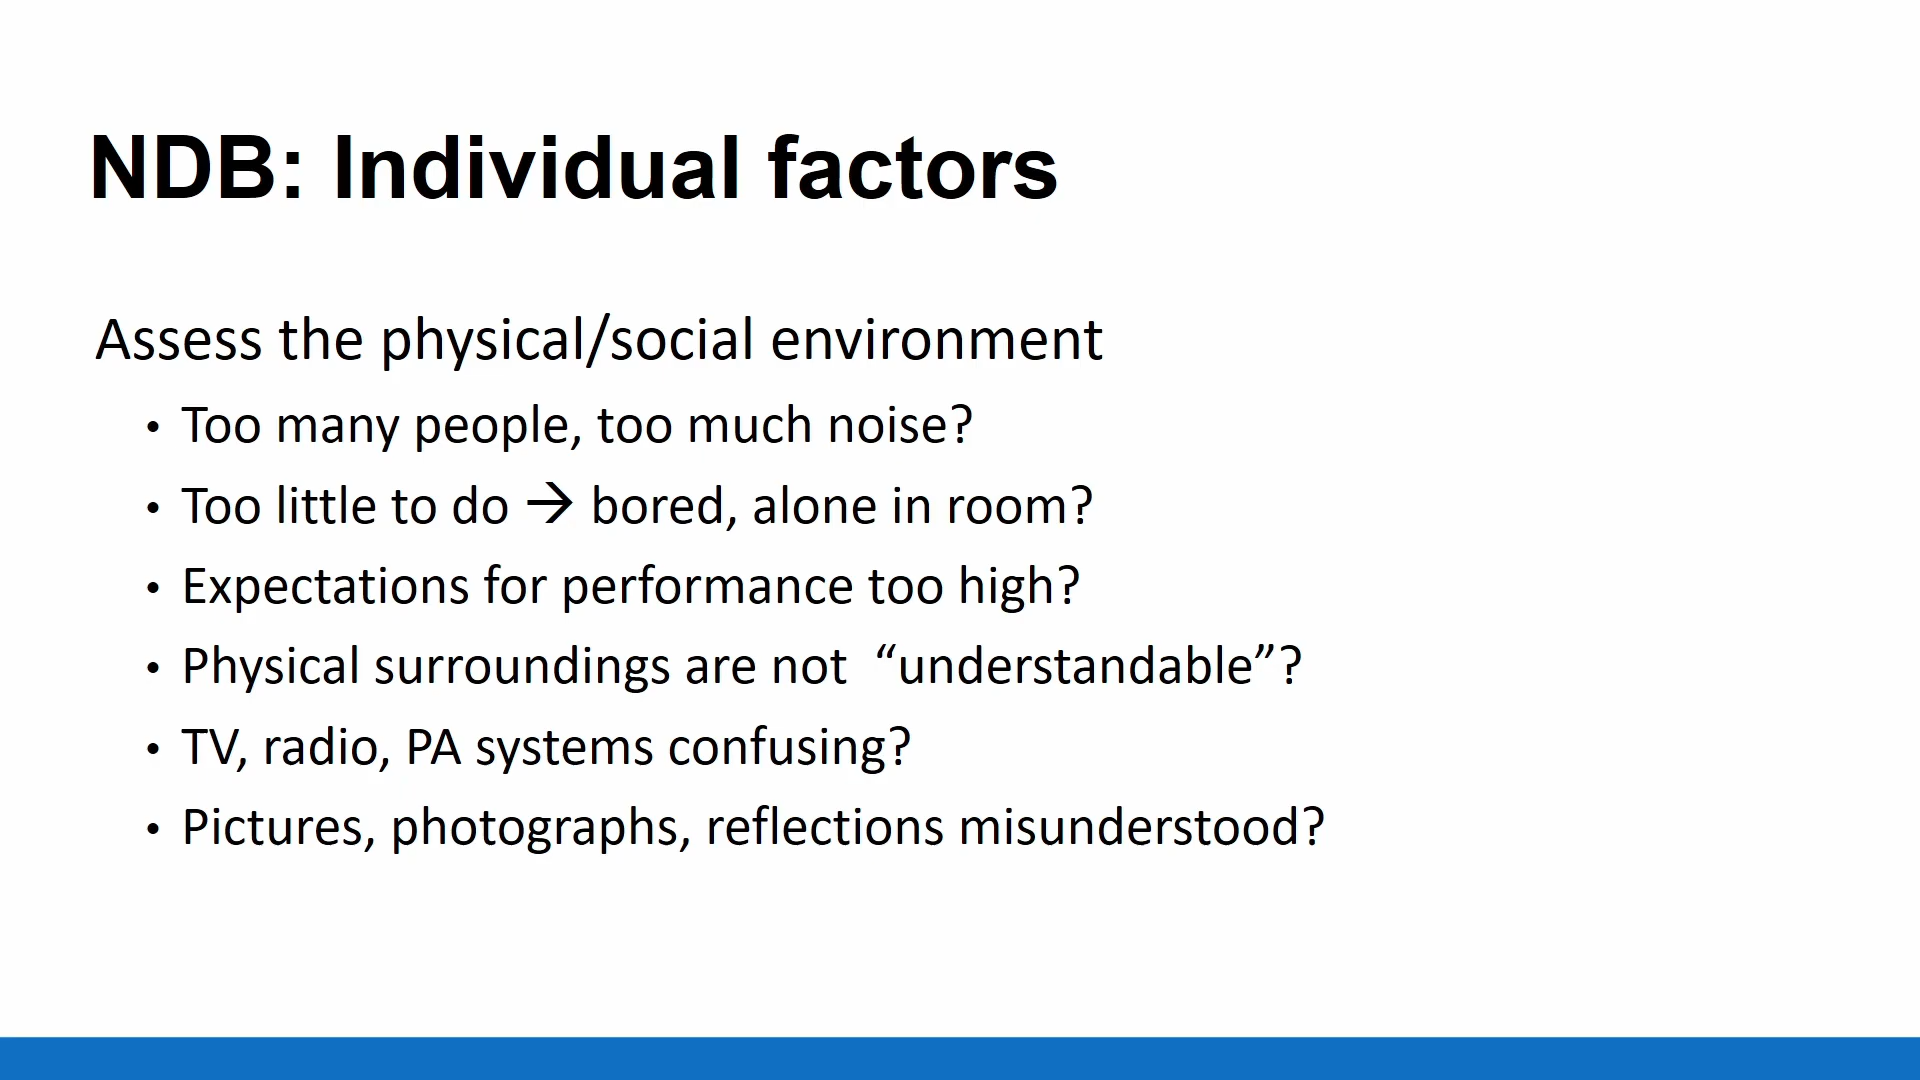 NDB: Individual factors
Assess the physical/social environment
• Too many people, too much noise?
• Too little to do → bored, alone in room?
• Expectations for performance too high?
• Physical surroundings are not “understandable”?
• TV, radio, PA systems confusing?
• Pictures, photographs, reflections misunderstood?